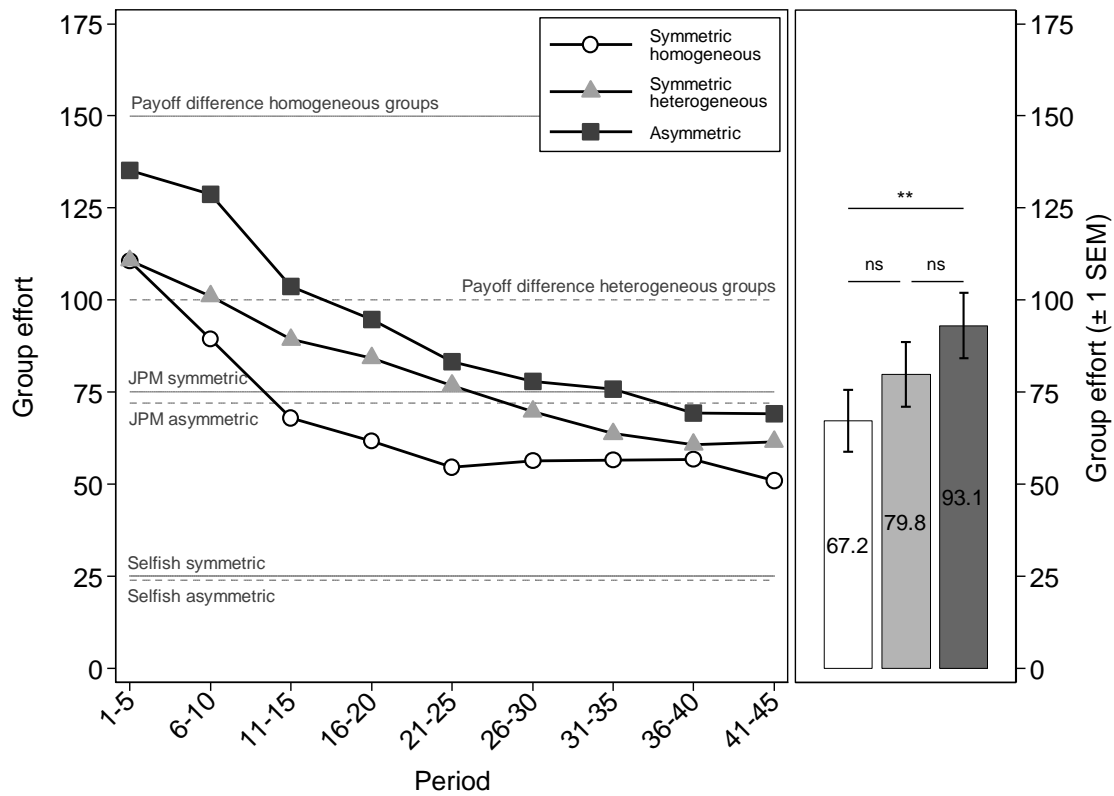 Group effort
175
150
125
100
75
50
25
0
Symmetric
homogeneous
Symmetric
heterogeneous
Asymmetric
Payoff difference homogeneous groups
Payoff difference heterogeneous groups
JPM symmetric
JPM asymmetric
Selfish symmetric
Selfish asymmetric
1-5
6-10
11-15
16-20
21-25
26-30
31-35
36-40
41-45
Period
**
ns
ns
67.2
79.8
93.1
175
150
125
100
75
50
25
0
Group effort (± 1 SEM)